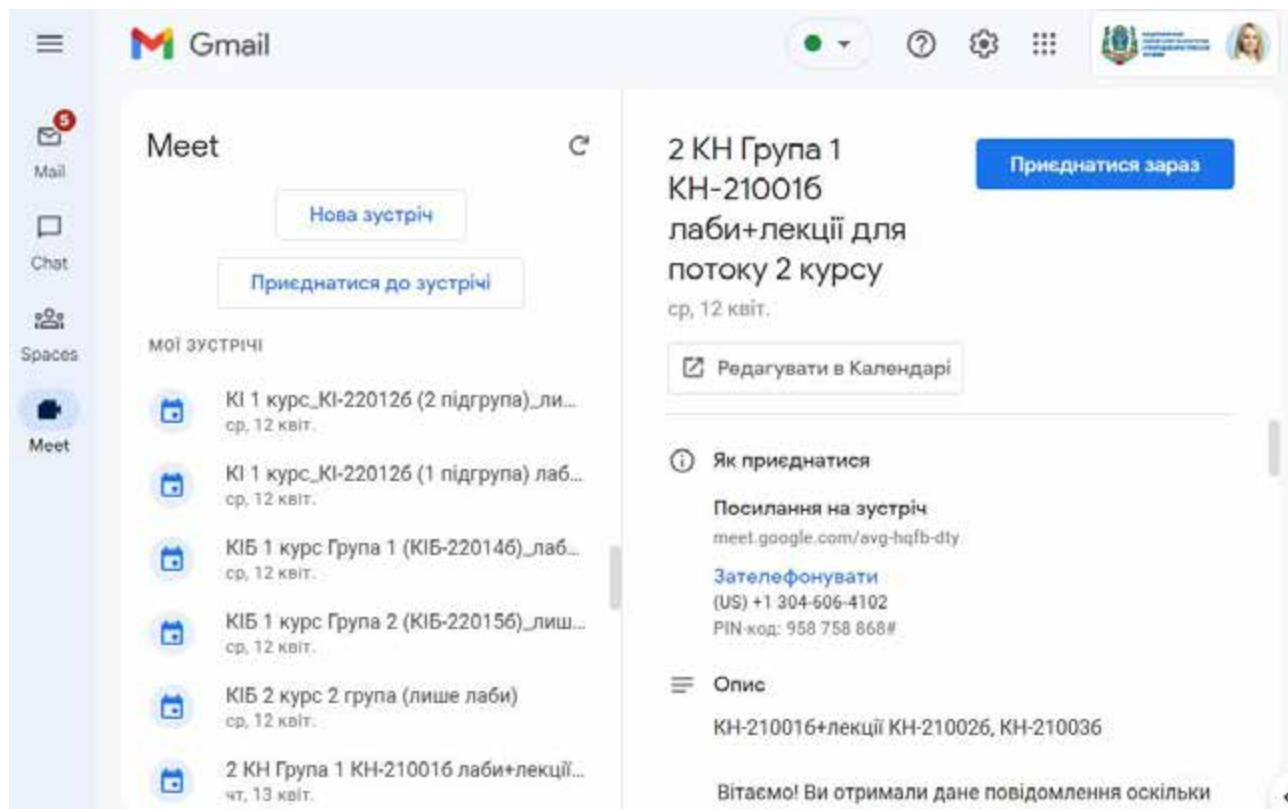 Gmail
5
Mail
Chat
Spaces
Meet
Meet
Нова зустріч
Приєднатися до зустрічі
МОЇ ЗУСТРІЧІ
КІ 1 курс_КІ-22012б (2 підгрупа)_ли...
ср, 12 квіт.
КІ 1 курс_КІ-22012б (1 підгрупа) лаб...
ср, 12 квіт.
КІБ 1 курс Група 1 (КІБ-22014б)_лаб...
ср, 12 квіт.
КІБ 1 курс Група 2 (КІБ-22015б)_лиш...
ср, 12 квіт.
КІБ 2 курс 2 група (лише лаби)
ср, 12 квіт.
2 КН Група 1 КН-21001б лаби+лекції...
чт, 13 квіт.
2 КН Група 1
КН-21001б
лаби+лекції для
потоку 2 курсу
ср, 12 квіт.
Приєднатися зараз
Редагувати в Календарі
Як приєднатися
Посилання на зустріч
meet.google.com/avg-hqfb-dty
Зателефонувати
(US) +1 304-606-4102
PIN-код: 958 758 868#
Опис
КН-21001б+лекції КН-21002б, КН-21003б
Вітаємо! Ви отримали дане повідомлення оскільки